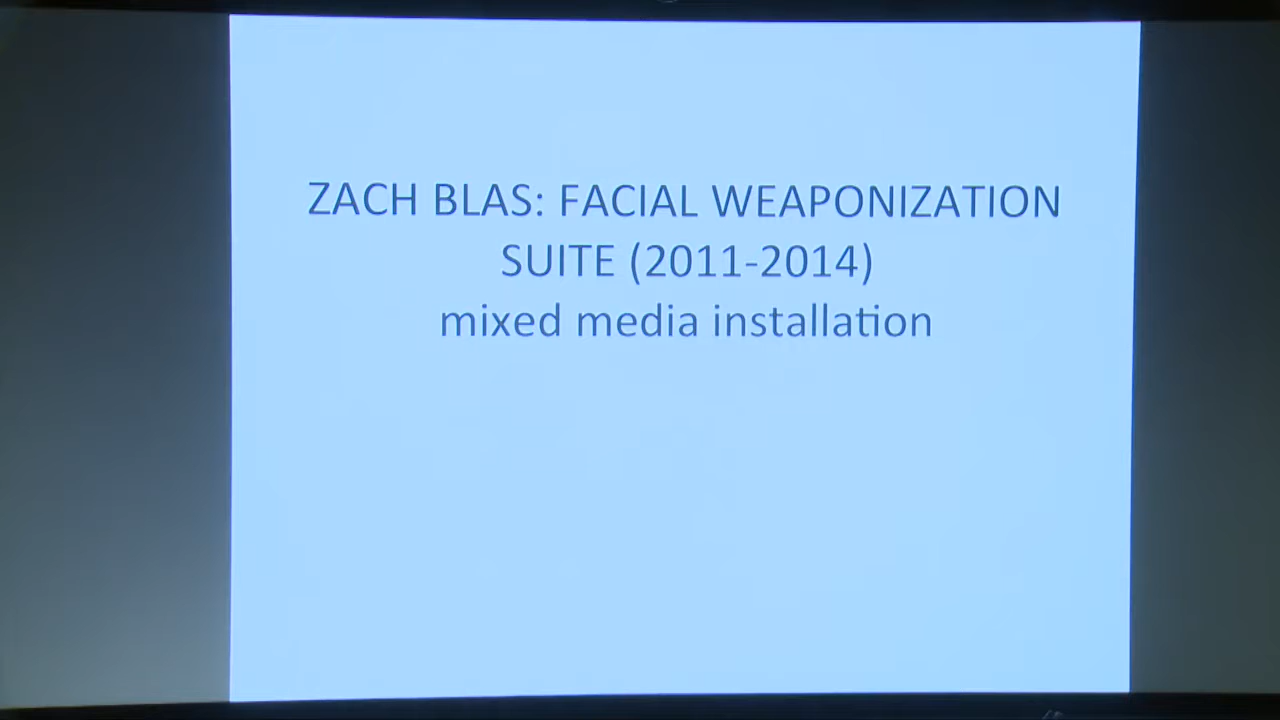 ZACH BLAS: FACIAL WEAPONIZATION
SUITE (2011-2014)
mixed media installation